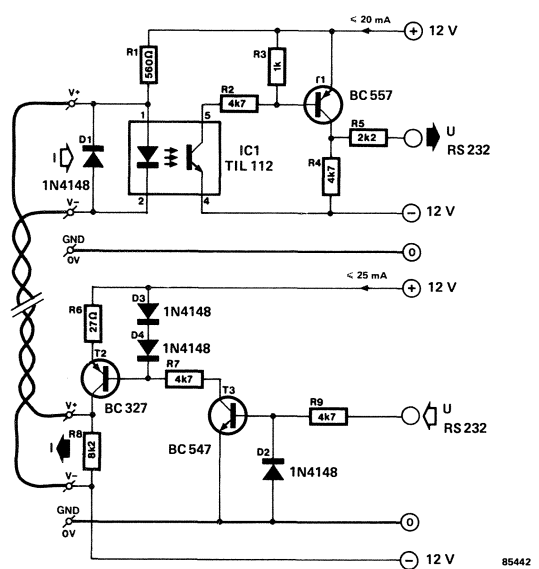 ≤ 20 mA
+ 12 V
R1
560Ω
R3
1k
T1
BC 557
V+
R2
4k7
1
5
D1
I
1N4148
IC1
TIL 112
R5
2k2
U
RS 232
R4
4k7
2
4
V−
− 12 V
GND
0V
0
≤ 25 mA
+ 12 V
R6
27Ω
D3
1N4148
D4
1N4148
T2
R7
4k7
BC 327
T3
R9
4k7
U
RS 232
V+
R8
8k2
I
BC 547
D2
1N4148
V−
GND
0V
0
− 12 V
85442